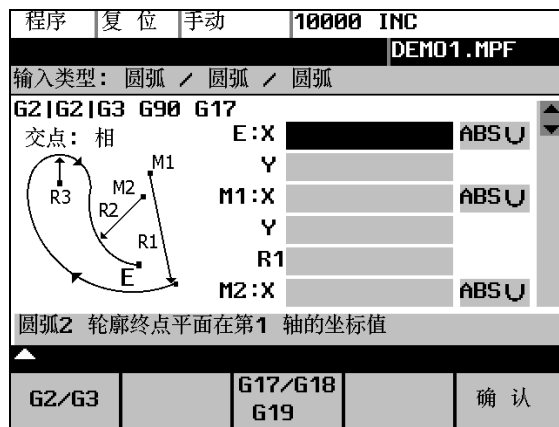 程序 复 位 手动 10000 INC
DEMO1.MPF
输入类型: 圆弧 / 圆弧 / 圆弧
G2|G2|G3 G90 G17
交点: 相 E:X ABS U
M1 Y
R3 M2 M1:X ABS U
R2 Y
R1 R1
E M2:X ABS U
圆弧2 轮廓终点平面在第1 轴的坐标值
G2/G3 G17/G18 G19 确 认